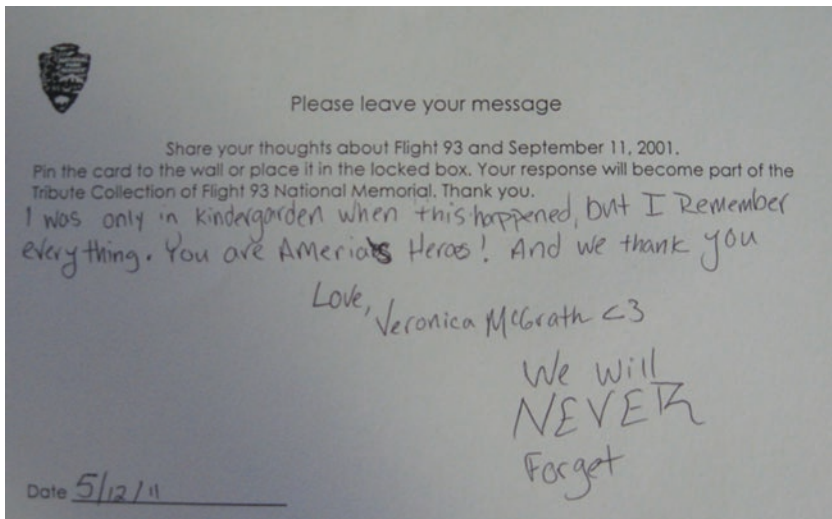 Please leave your message
Share your thoughts about Flight 93 and September 11, 2001.
Pin the card to the wall or place it in the locked box. Your response will become part of the
Tribute Collection of Flight 93 National Memorial. Thank you.
I was only in kindergarden when this happened, but I Remember
everything. You are Amerias Heros! And we thank you
Love,
Veronica McGrath <3
We will
NEVER
Forget
Date 5/12/11